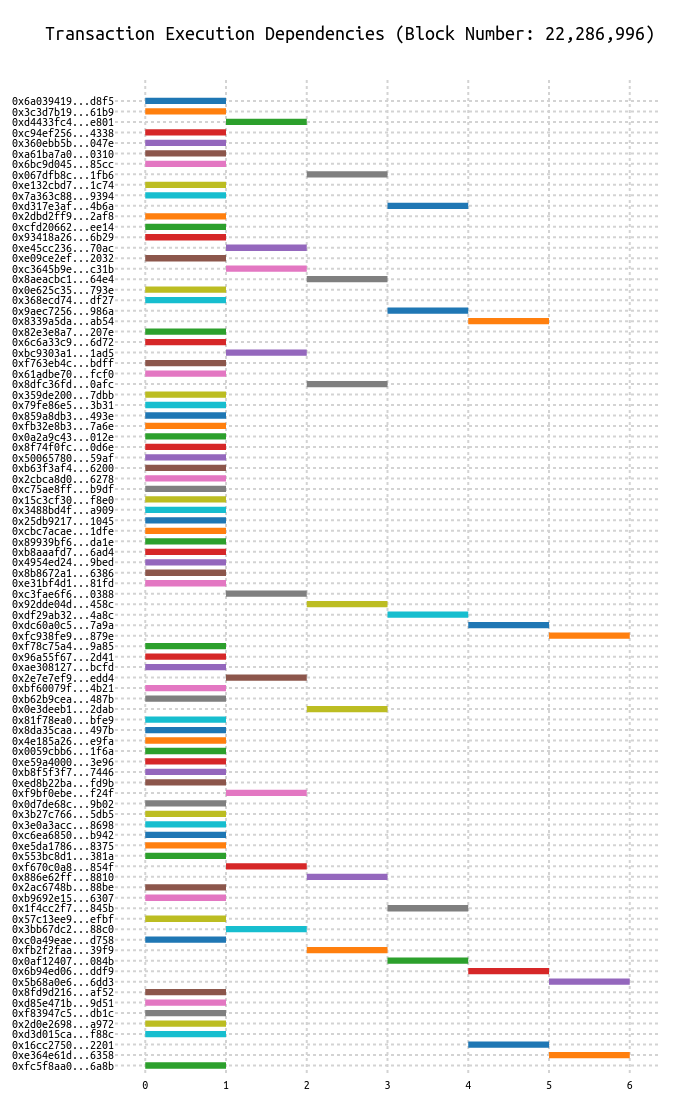 Transaction Execution Dependencies (Block Number: 22,286,996)
0x6a039419...d8f5
0x3c3d7b19...61b9
0xd4433fc4...e801
0xc94ef256...4338
0x360ebb5b...047e
0xa61ba7a0...0310
0x6bc9d045...85cc
0x067dfb8c...1fb6
0xe132cbd7...1c74
0x7a363c88...9394
0xd317e3af...4b6a
0x2dbd2ff9...2af8
0xcfd20662...ee14
0x93418a26...6b29
0xe45cc236...70ac
0xe09ce2ef...2032
0xc3645b9e...c31b
0x8aeacbc1...64e4
0x0e625c35...793e
0x368ecd74...df27
0x9aec7256...986a
0x8339a5da...ab54
0x82e3e8a7...207e
0x6c6a33c9...6d72
0xbc9303a1...1ad5
0xf763eb4c...bdff
0x61adbe70...fcf0
0x8dfc36fd...0afc
0x359de200...7dbb
0x79fe86e5...3b31
0x859a8db3...493e
0xfb32e8b3...7a6e
0x0a2a9c43...012e
0x8f74f0fc...0d6e
0x50065780...59af
0xb63f3af4...6200
0x2cbca8d0...6278
0xc75ae8ff...b9df
0x15c3cf30...f8e0
0x3488bd4f...a909
0x25db9217...1045
0xcbc7acae...1dfe
0x89939bf6...da1e
0xb8aaafd7...6ad4
0x4954ed24...9bed
0x8b8672a1...6386
0xe31bf4d1...81fd
0xc3fae6f6...0388
0x92dde04d...458c
0xdf29ab32...4a8c
0xdc60a0c5...7a9a
0xfc938fe9...879e
0xf78c75a4...9a85
0x96a55f67...2d41
0xae308127...bcfd
0x2e7e7ef9...edd4
0xbf60079f...4b21
0xb62b9cea...487b
0x0e3deeb1...2dab
0x81f78ea0...bfe9
0x8da35caa...497b
0x4e185a26...e9fa
0x0059cbb6...1f6a
0xe59a4000...3e96
0xb8f5f3f7...7446
0xed8b22ba...fd9b
0xf9bf0ebe...f24f
0x0d7de68c...9b02
0x3b27c766...5db5
0x3e0a3acc...8698
0xc6ea6850...b942
0xe5da1786...8375
0x553bc8d1...381a
0xf670c0a8...854f
0x886e62ff...8810
0x2ac6748b...88be
0xb9692e15...6307
0x1f4cc2f7...845b
0x57c13ee9...efbf
0x3bb67dc2...88c0
0xc0a49eae...d758
0xfb2f2faa...39f9
0x0af12407...084b
0x6b94ed06...ddf9
0x5b68a0e6...6dd3
0x8fd9d216...af52
0xd85e471b...9d51
0xf83947c5...db1c
0x2d0e2698...a972
0xd3d015ca...f88c
0x16cc2750...2201
0xe364e61d...6358
0xfc5f8aa0...6a8b
0 1 2 3 4 5 6